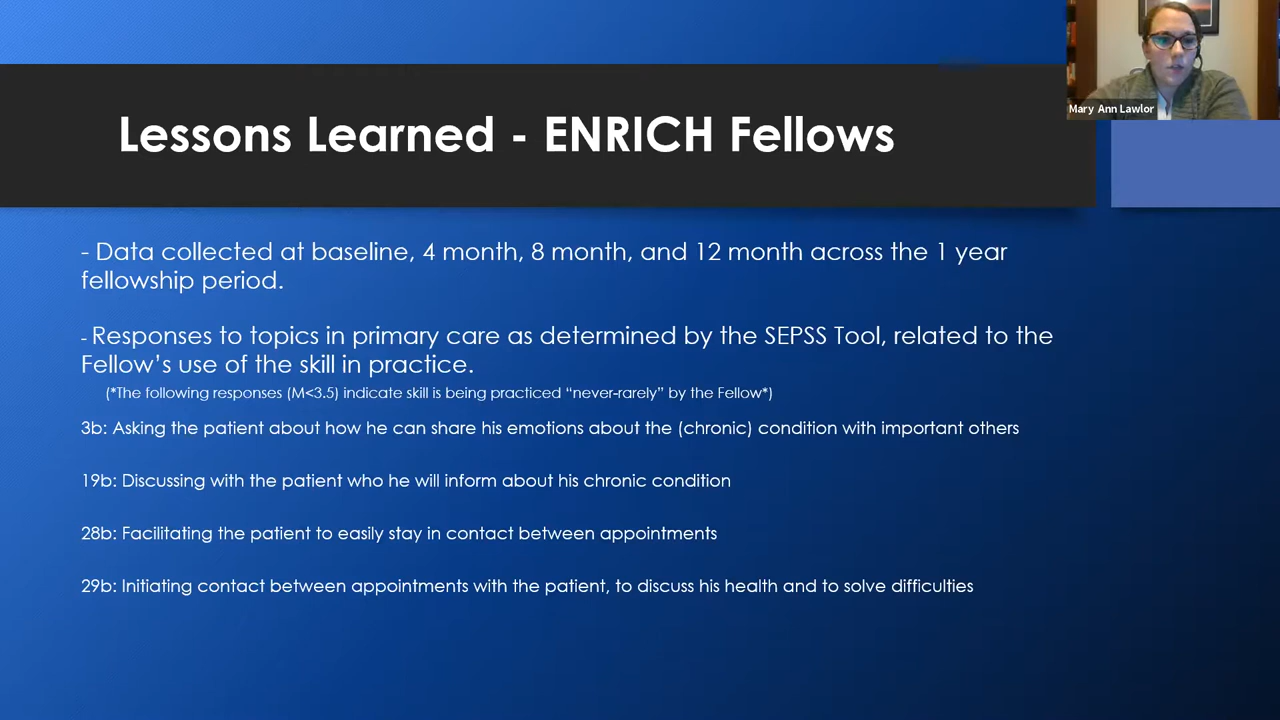 Mary Ann Lawlor
Lessons Learned - ENRICH Fellows
- Data collected at baseline, 4 month, 8 month, and 12 month across the 1 year
fellowship period.
- Responses to topics in primary care as determined by the SEPSS Tool, related to the
Fellow’s use of the skill in practice.
(*The following responses (M<3.5) indicate skill is being practiced “never-rarely” by the Fellow*)
3b: Asking the patient about how he can share his emotions about the (chronic) condition with important others
19b: Discussing with the patient who he will inform about his chronic condition
28b: Facilitating the patient to easily stay in contact between appointments
29b: Initiating contact between appointments with the patient, to discuss his health and to solve difficulties